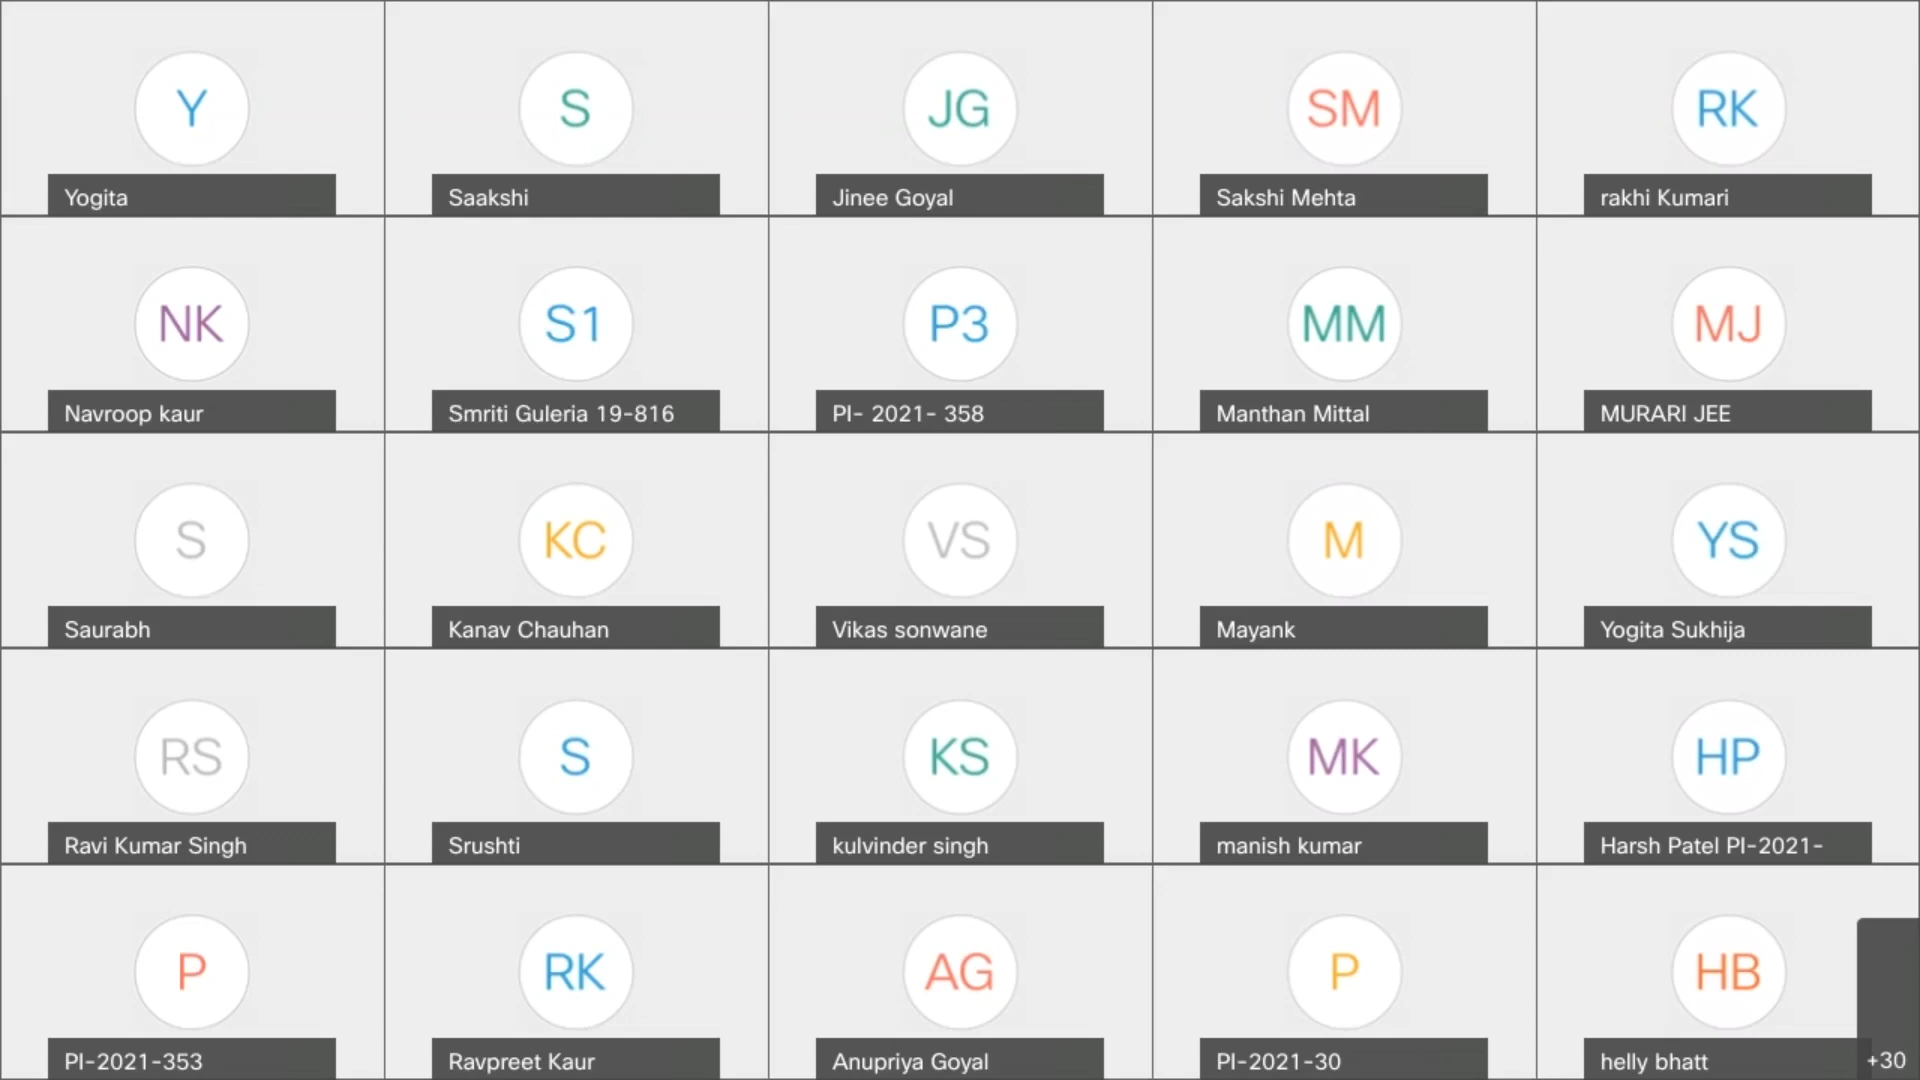 Y
Yogita
S
Saakshi
JG
Jinee Goyal
SM
Sakshi Mehta
RK
rakhi Kumari
NK
Navroop kaur
S1
Smriti Guleria 19-816
P3
PI- 2021- 358
MM
Manthan Mittal
MJ
MURARI JEE
S
Saurabh
KC
Kanav Chauhan
VS
Vikas sonwane
M
Mayank
YS
Yogita Sukhija
RS
Ravi Kumar Singh
S
Srushti
KS
kulvinder singh
MK
manish kumar
HP
Harsh Patel PI-2021-
P
PI-2021-353
RK
Ravpreet Kaur
AG
Anupriya Goyal
P
PI-2021-30
HB
helly bhatt
+30